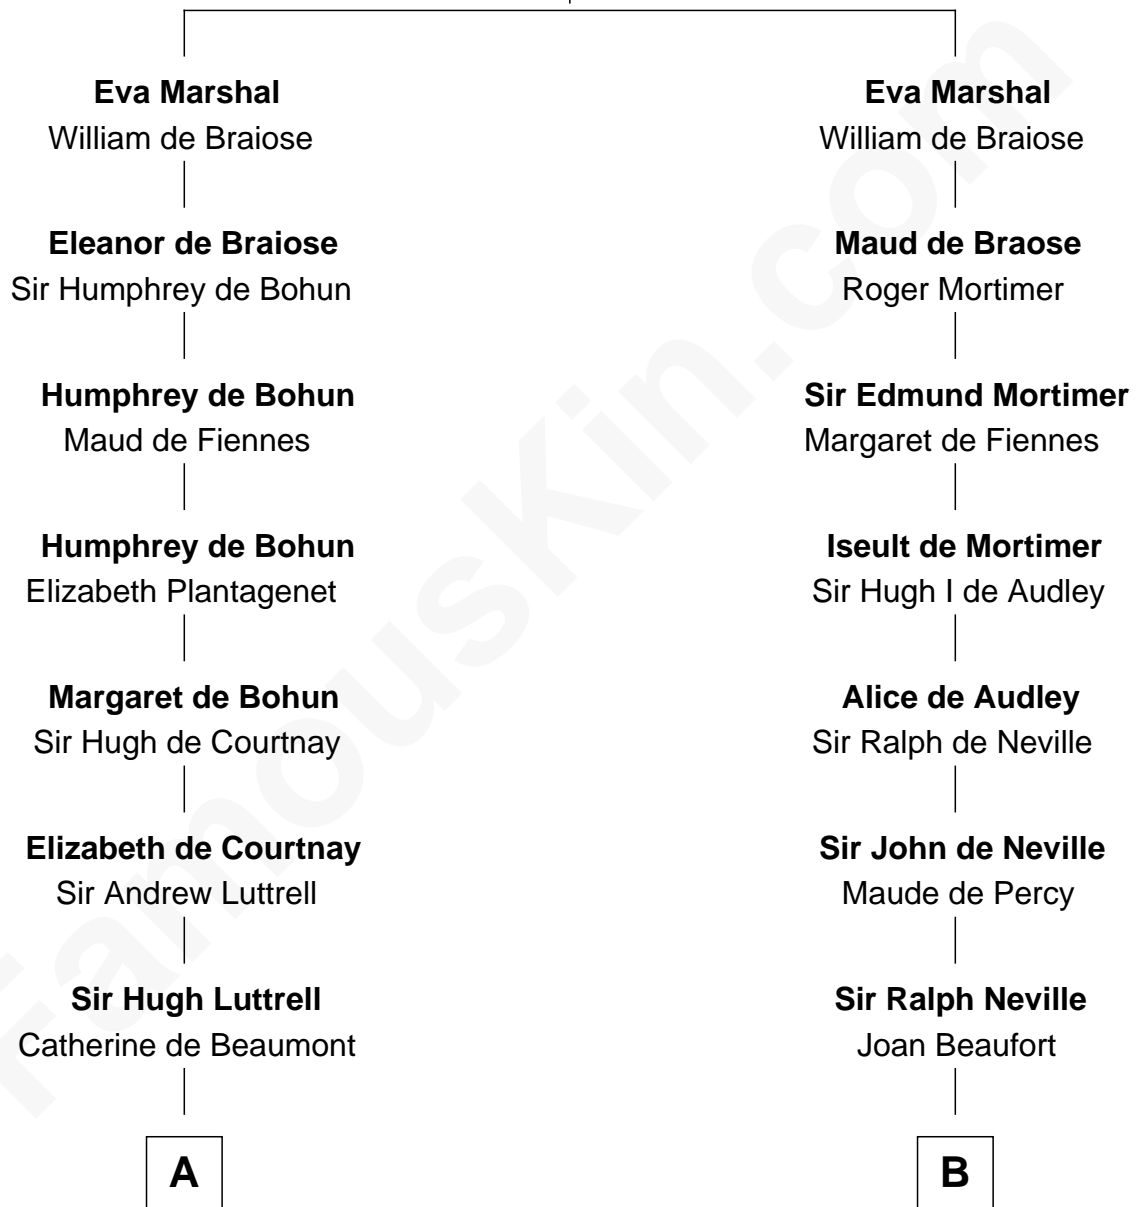 Eva Marshal
William de Braiose
Eleanor de Braiose
Sir Humphrey de Bohun
Humphrey de Bohun
Maud de Fiennes
Humphrey de Bohun
Elizabeth Plantagenet
Margaret de Bohun
Sir Hugh de Courtnay
Elizabeth de Courtnay
Sir Andrew Luttrell
Sir Hugh Luttrell
Catherine de Beaumont
A
Eva Marshal
William de Braiose
Maud de Braose
Roger Mortimer
Sir Edmund Mortimer
Margaret de Fiennes
Iseult de Mortimer
Sir Hugh I de Audley
Alice de Audley
Sir Ralph de Neville
Sir John de Neville
Maude de Percy
Sir Ralph Neville
Joan Beaufort
B
FamousKin.com